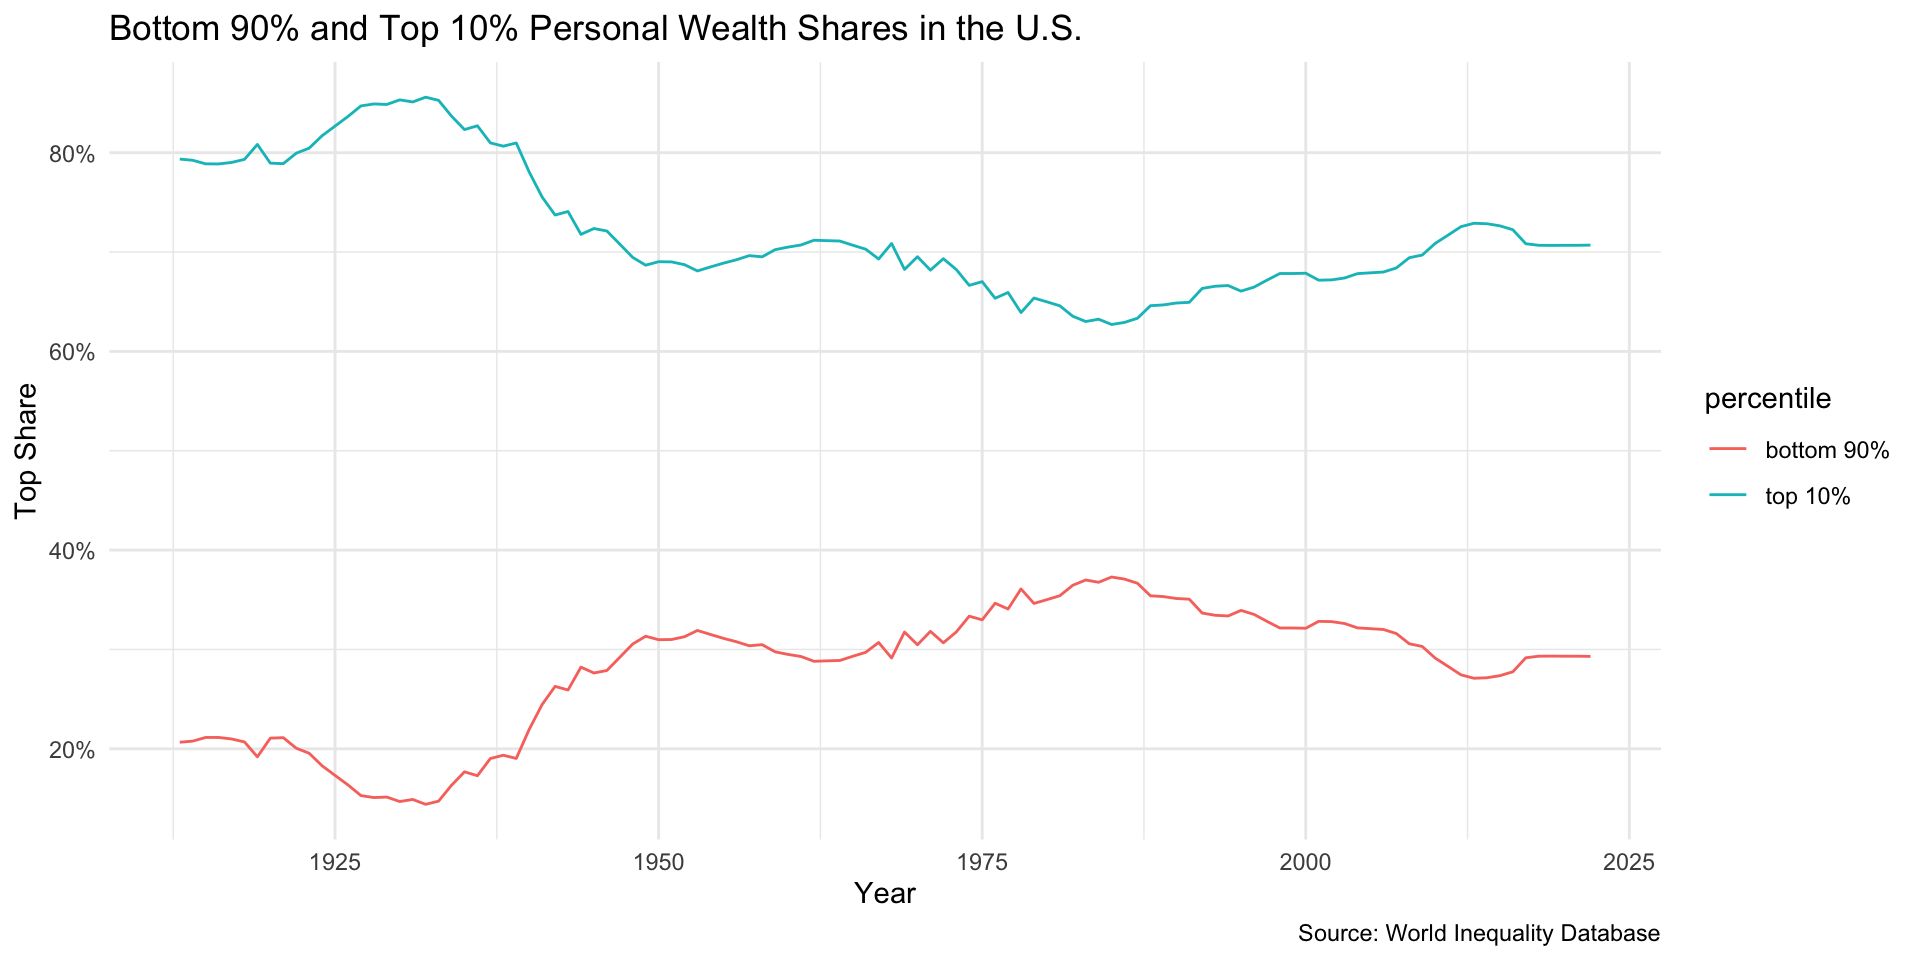 Bottom 90% and Top 10% Personal Wealth Shares in the U.S.
Top Share
80%
60%
40%
20%
1925 1950 1975 2000 2025
Year
percentile
bottom 90%
top 10%
Source: World Inequality Database